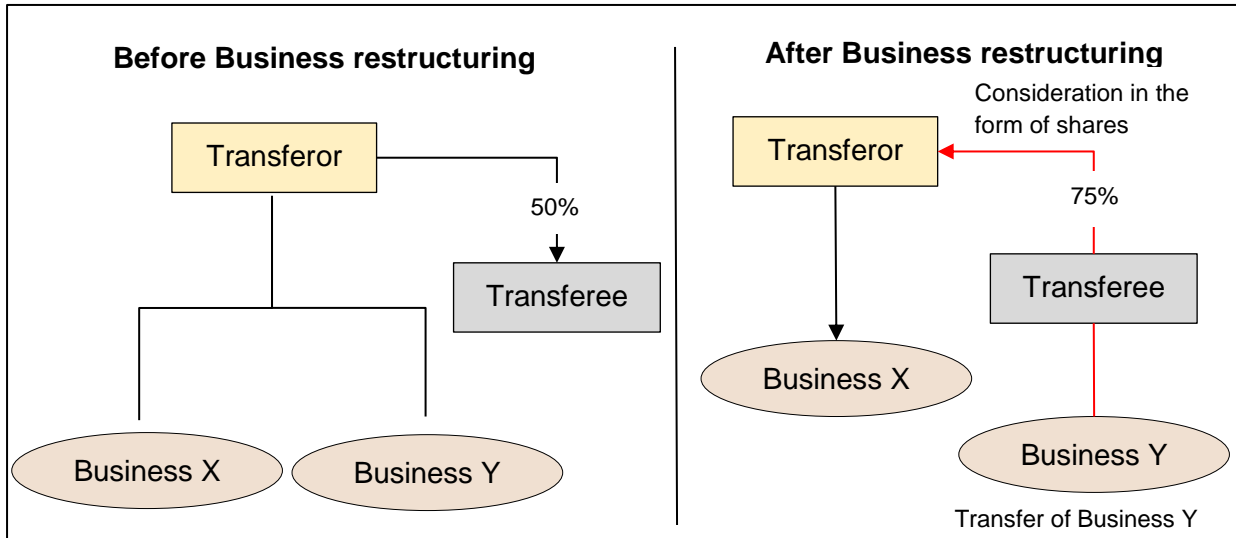 Before Business restructuring
Transferor
50%
Transferee
Business X
Business Y
After Business restructuring
Consideration in the
form of shares
Transferor
75%
Transferee
Business X
Business Y
Transfer of Business Y